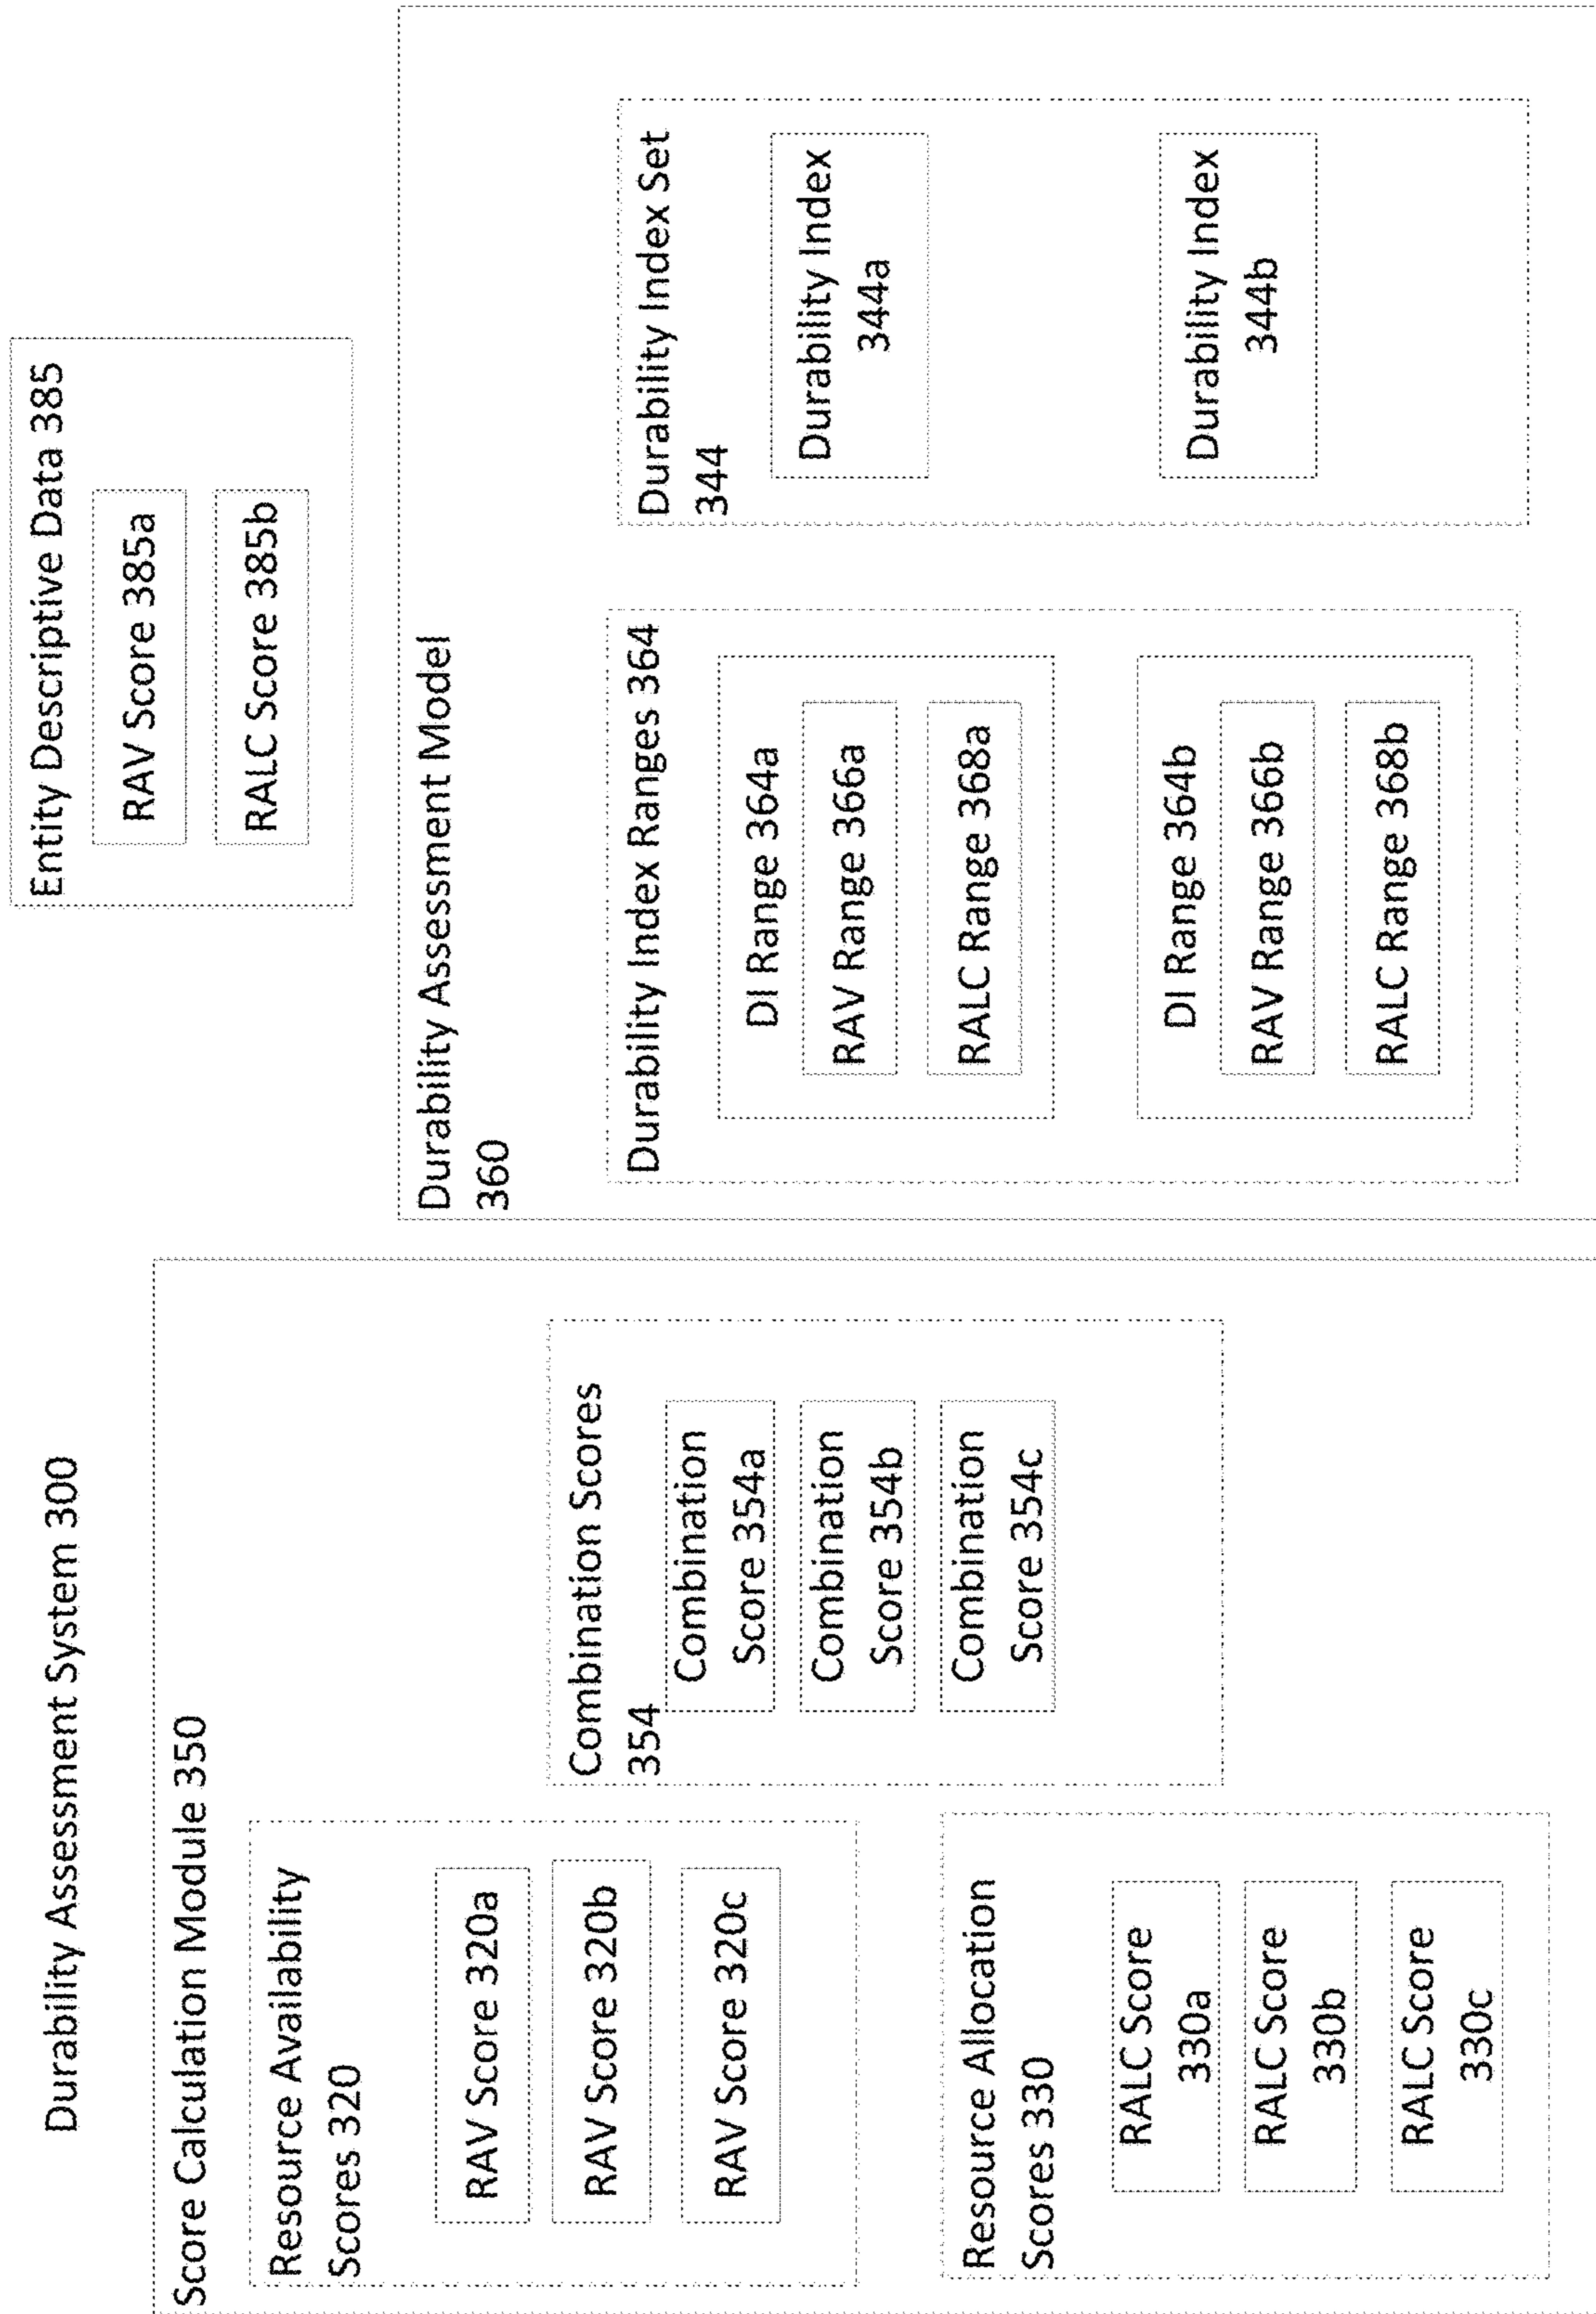 Durability Assessment System 300
Score Calculation Module 350
Resource Availability
Scores 320
RAV Score 320a
RAV Score 320b
RAV Score 320c
Resource Allocation
Scores 330
RALC Score
330a
RALC Score
330b
RALC Score
330c
Combination Scores
354
Combination
Score 354a
Combination
Score 354b
Combination
Score 354c
Entity Descriptive Data 385
RAV Score 385a
RALC Score 385b
Durability Assessment Model
360
Durability Index Ranges 364
DI Range 364a
RAV Range 366a
RALC Range 368a
DI Range 364b
RAV Range 366b
RALC Range 368b
Durability Index Set
344
Durability Index
344a
Durability Index
344b